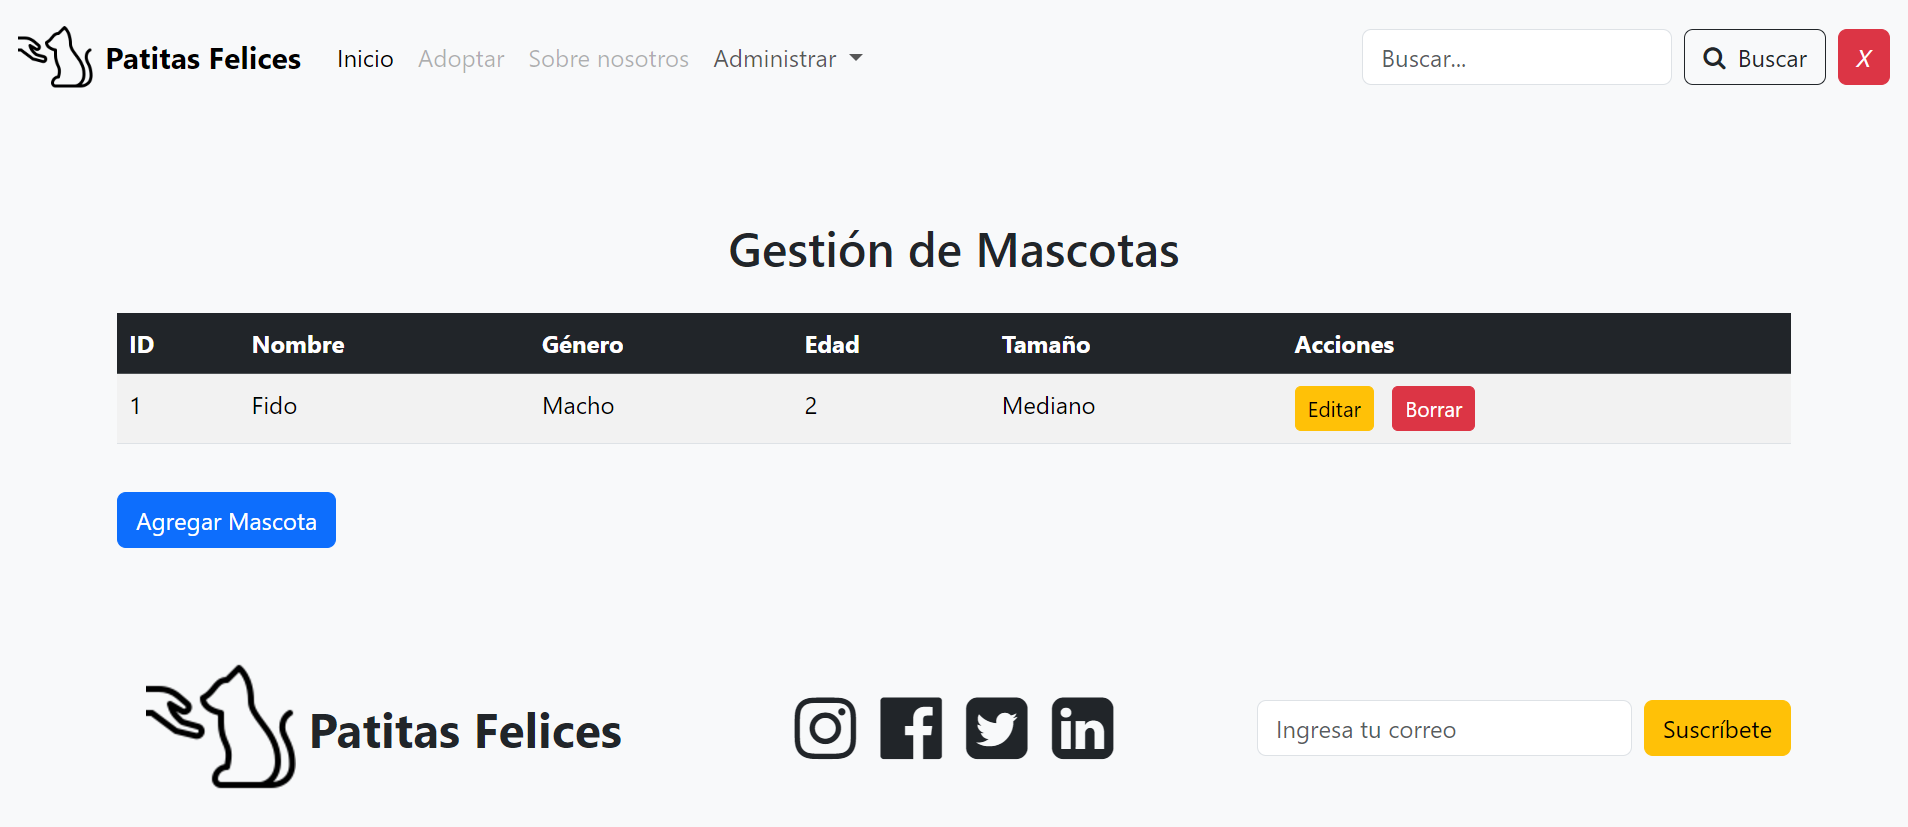 Patitas Felices Inicio Adoptar Sobre nosotros Administrar Buscar... Buscar X
Gestión de Mascotas
ID Nombre Género Edad Tamaño Acciones
1 Fido Macho 2 Mediano Editar Borrar
Agregar Mascota
Patitas Felices Ingresa tu correo Suscríbete